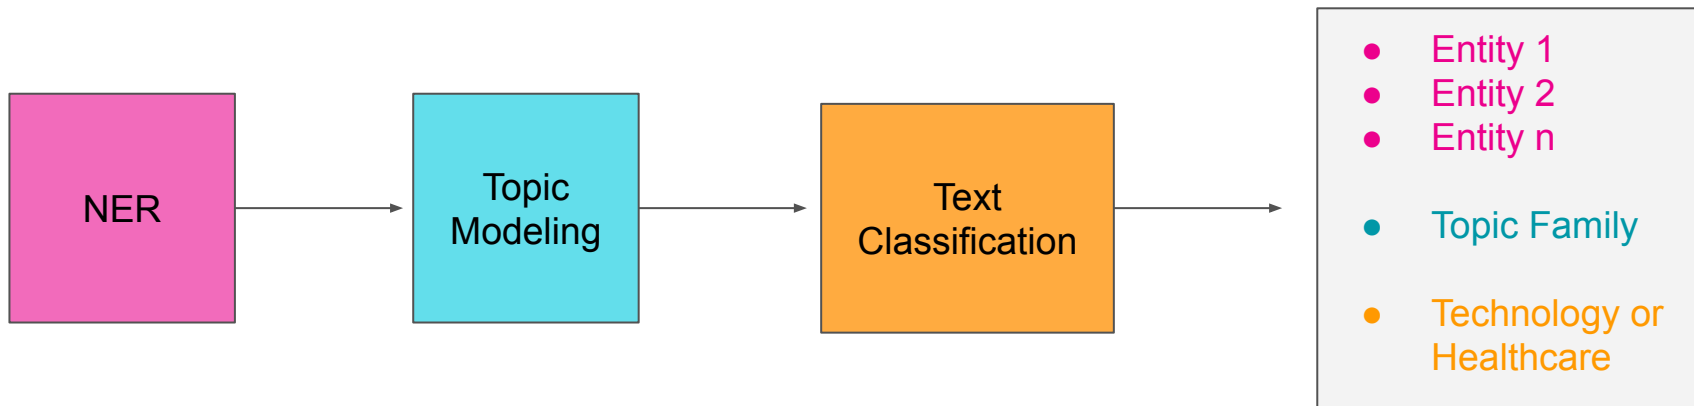 NER
Topic
Modeling
Text
Classification
Entity 1
Entity 2
Entity n
Topic Family
Technology or
Healthcare